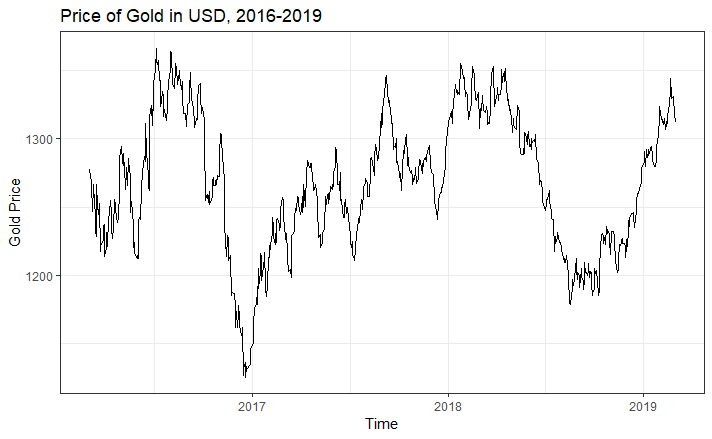 Price of Gold in USD, 2016-2019
1300
1200
Gold Price
2017 2018 2019
Time